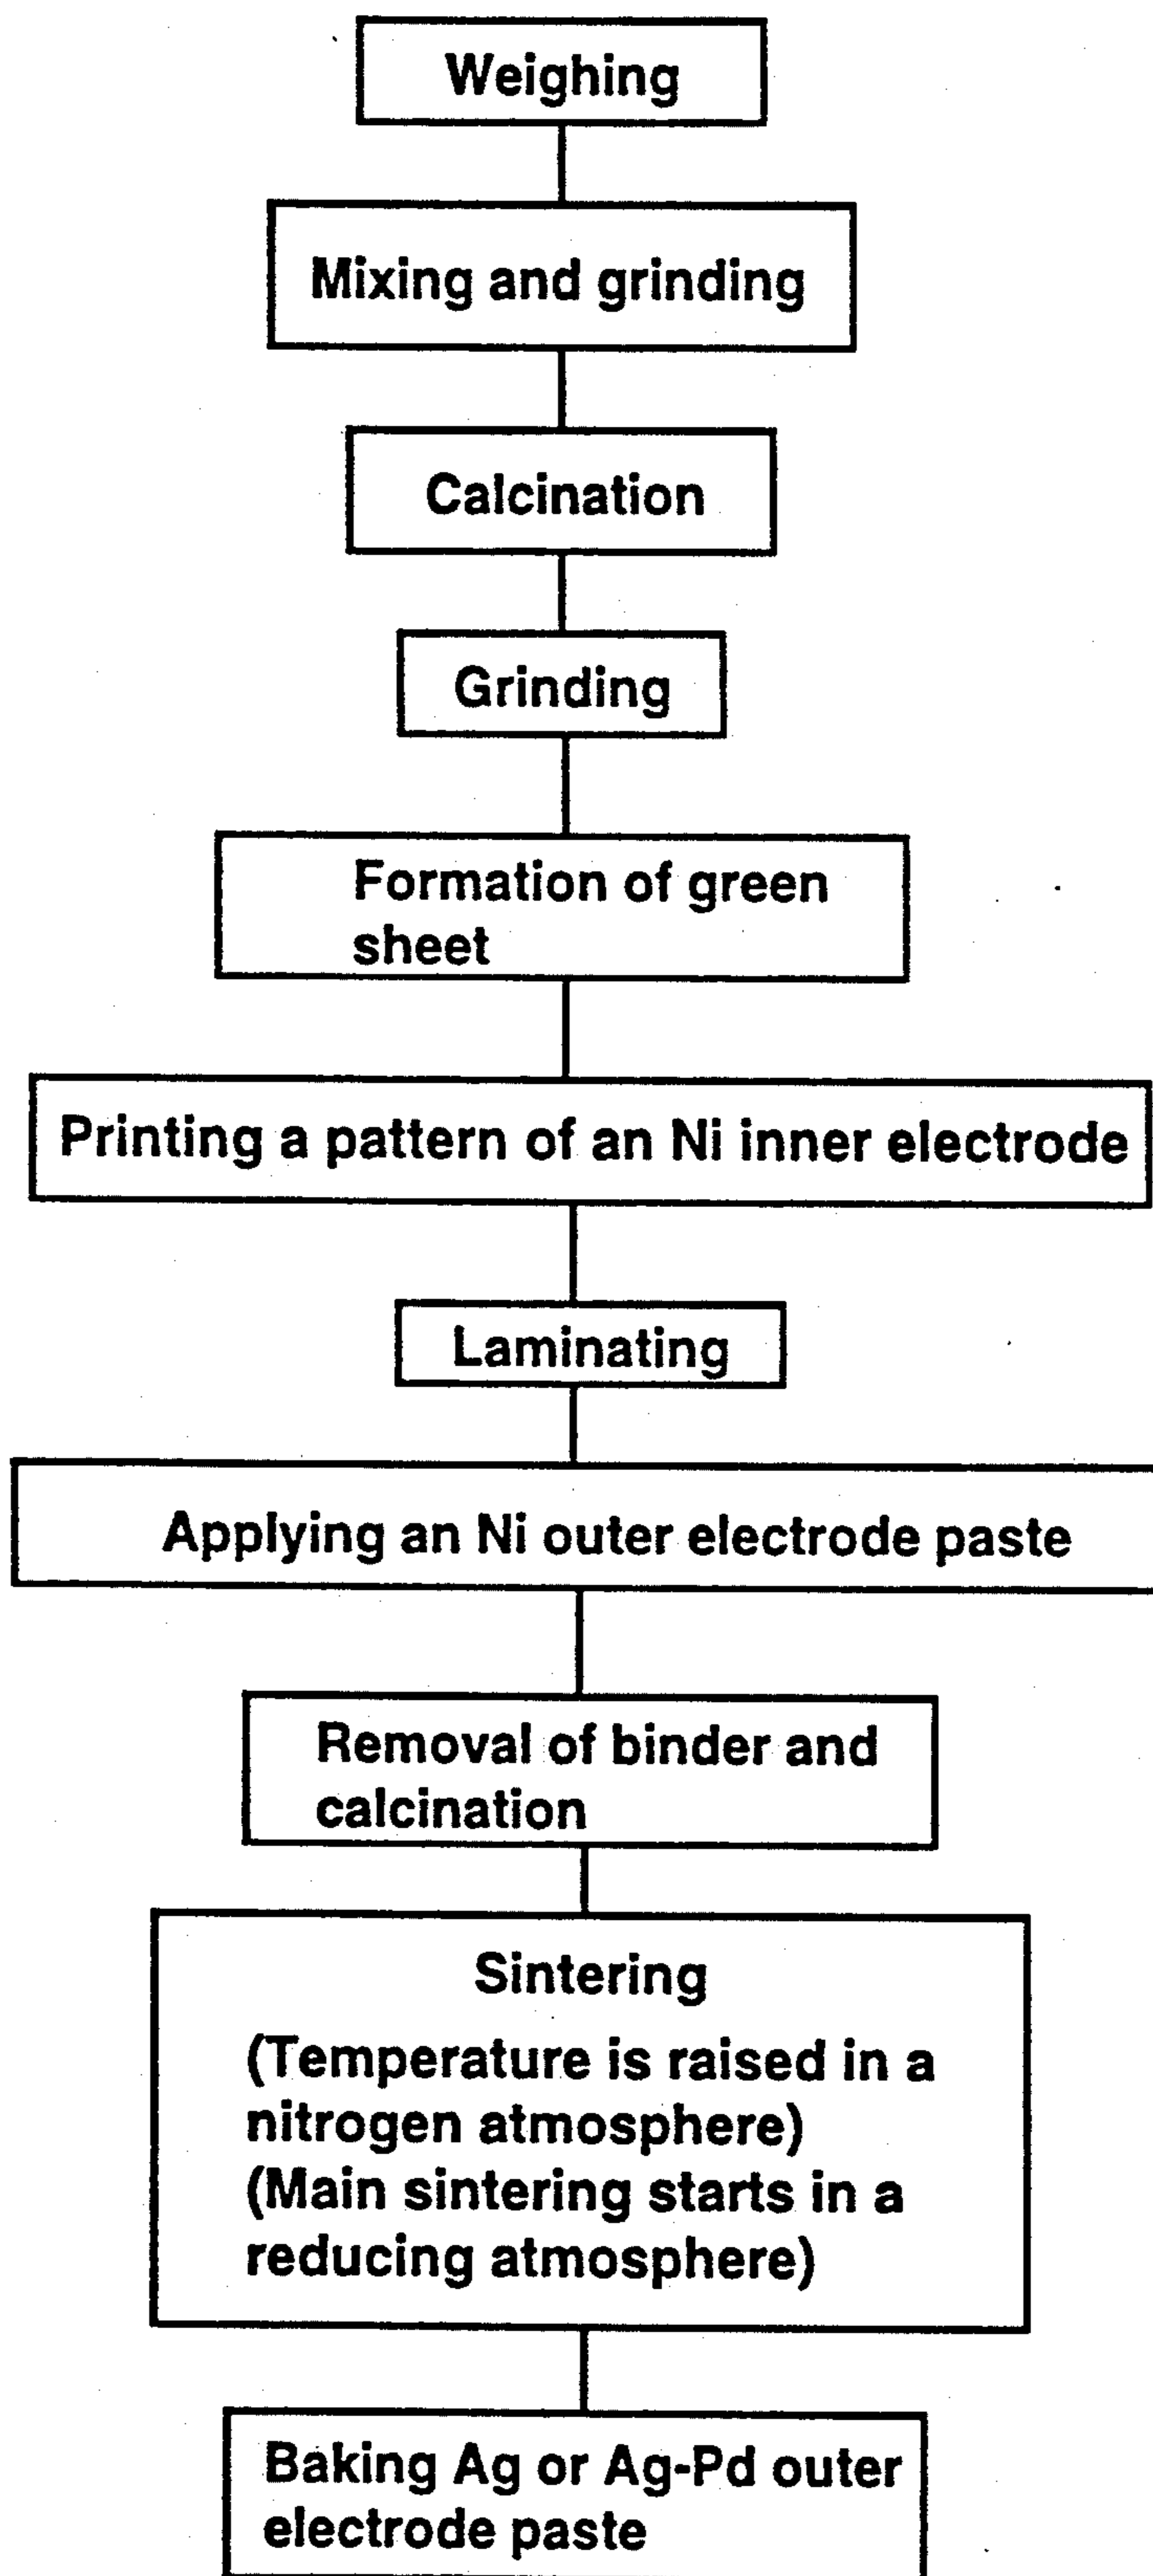 Weighing
Mixing and grinding
Calcination
Grinding
Formation of green
sheet
Printing a pattern of an Ni inner electrode
Laminating
Applying an Ni outer electrode paste
Removal of binder and
calcination
Sintering
(Temperature is raised in a
nitrogen atmosphere)
(Main sintering starts in a
reducing atmosphere)
Baking Ag or Ag-Pd outer
electrode paste